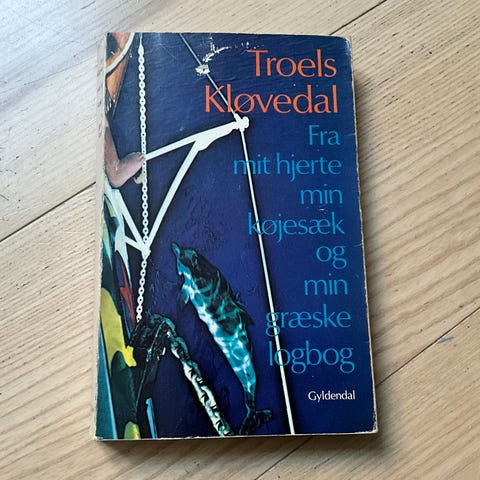 Troels
Kløvedal
Fra
mit hjerte
min
køjesæk
og
min
græske
logbog
Gyldendal